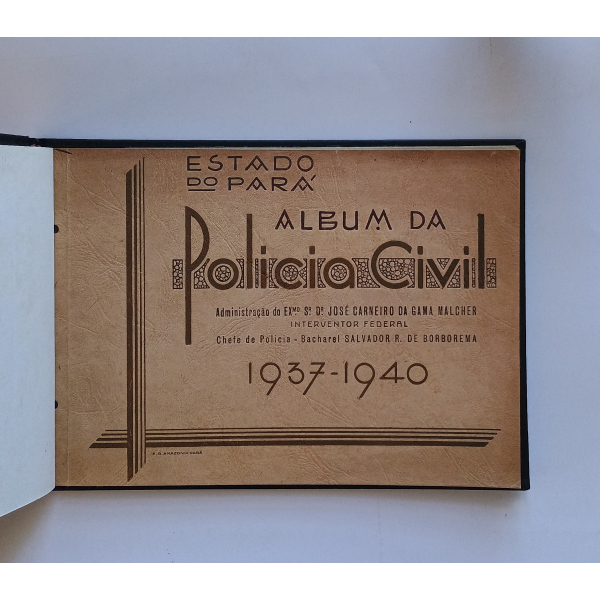 ESTADO
DO PARÁ
ALBUM DA
Policia Civil
Administração do EXMO Sr. Dr. JOSÉ CARNEIRO DA GAMA MALCHER
INTERVENTOR FEDERAL
Chefe de Policia - Bacharel SALVADOR R. DE BORBOREMA
1937-1940